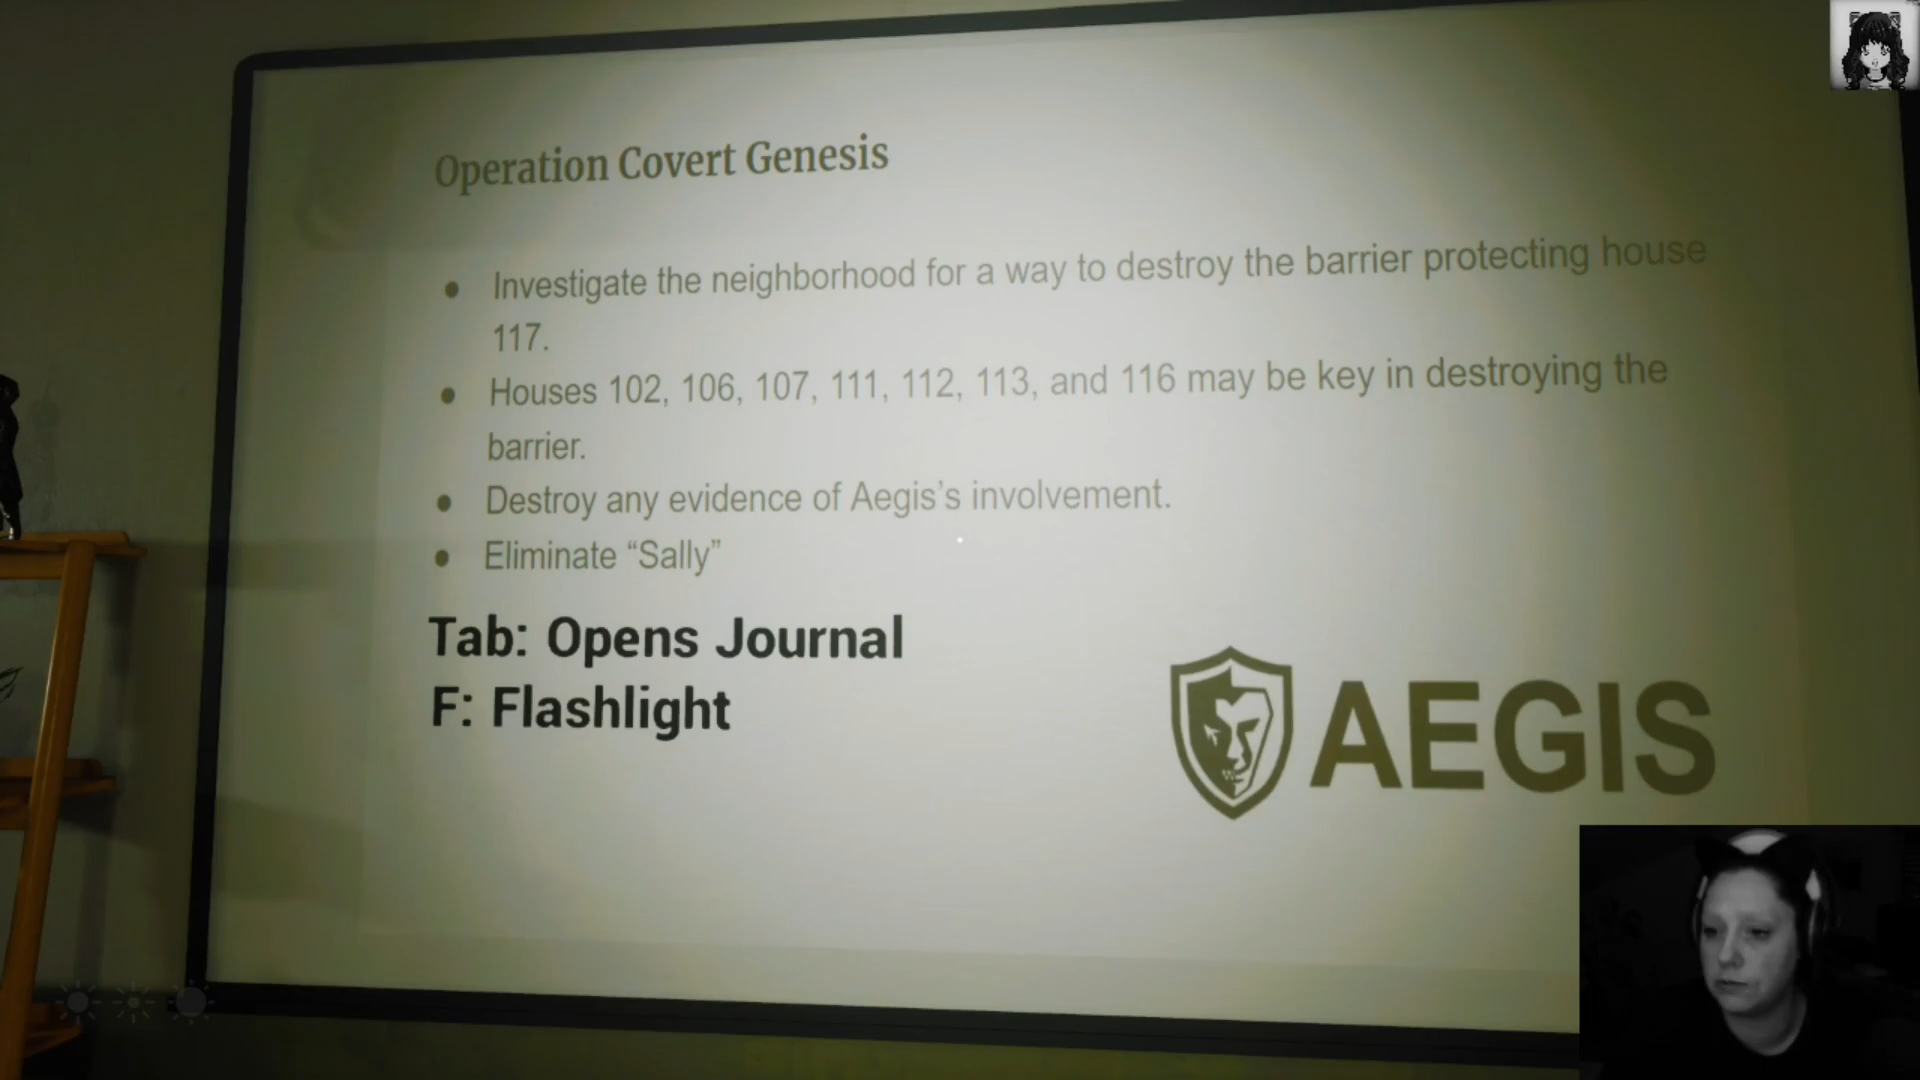 Operation Covert Genesis
● Investigate the neighborhood for a way to destroy the barrier protecting house
117.
● Houses 102, 106, 107, 111, 112, 113, and 116 may be key in destroying the
barrier.
● Destroy any evidence of Aegis's involvement.
● Eliminate “Sally”
Tab: Opens Journal
F: Flashlight
AEGIS